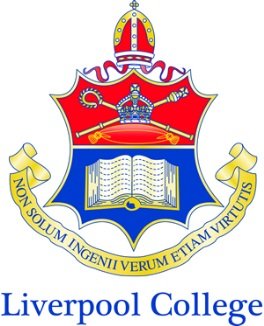 NON SOLUM INGENII VERUM ETIAM VIRTUTIS
Liverpool College